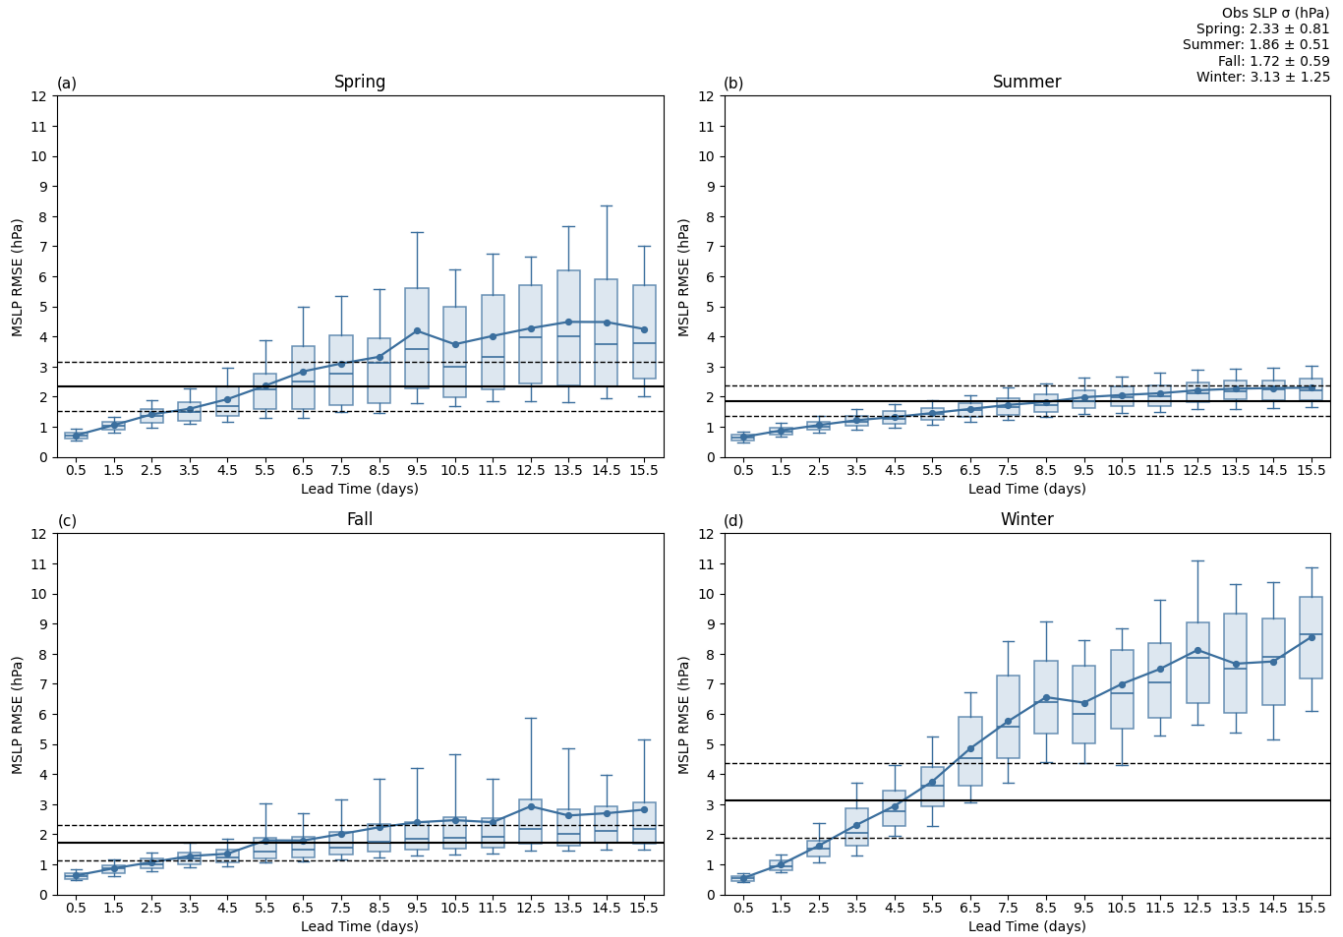 Obs SLP σ (hPa)
Spring: 2.33 ± 0.81
Summer: 1.86 ± 0.51
Fall: 1.72 ± 0.59
Winter: 3.13 ± 1.25
(a)
Spring
12
11
10
9
8
7
6
5
4
3
2
1
0
MSLP RMSE (hPa)
0.5 1.5 2.5 3.5 4.5 5.5 6.5 7.5 8.5 9.5 10.5 11.5 12.5 13.5 14.5 15.5
Lead Time (days)
(b)
Summer
12
11
10
9
8
7
6
5
4
3
2
1
0
MSLP RMSE (hPa)
0.5 1.5 2.5 3.5 4.5 5.5 6.5 7.5 8.5 9.5 10.5 11.5 12.5 13.5 14.5 15.5
Lead Time (days)
(c)
Fall
12
11
10
9
8
7
6
5
4
3
2
1
0
MSLP RMSE (hPa)
0.5 1.5 2.5 3.5 4.5 5.5 6.5 7.5 8.5 9.5 10.5 11.5 12.5 13.5 14.5 15.5
Lead Time (days)
(d)
Winter
12
11
10
9
8
7
6
5
4
3
2
1
0
MSLP RMSE (hPa)
0.5 1.5 2.5 3.5 4.5 5.5 6.5 7.5 8.5 9.5 10.5 11.5 12.5 13.5 14.5 15.5
Lead Time (days)